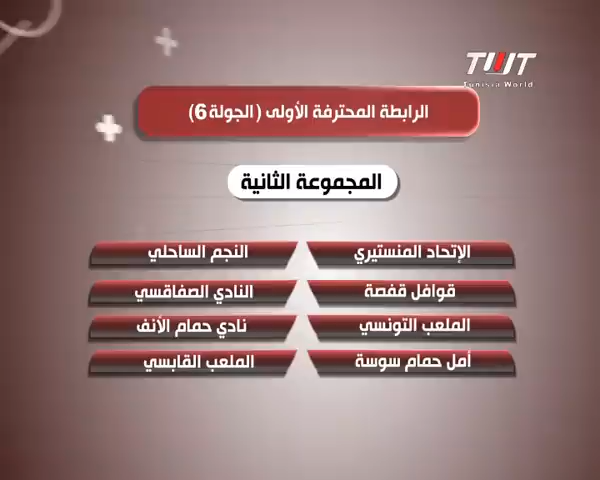 TWT
Tunisia World
الرابطة المحترفة الأولى (الجولة 6)
المجموعة الثانية
الإتحاد المنستيري النجم الساحلي
قوافل قفصة النادي الصفاقسي
الملعب التونسي نادي حمام الأنف
أمل حمام سوسة الملعب القابسي